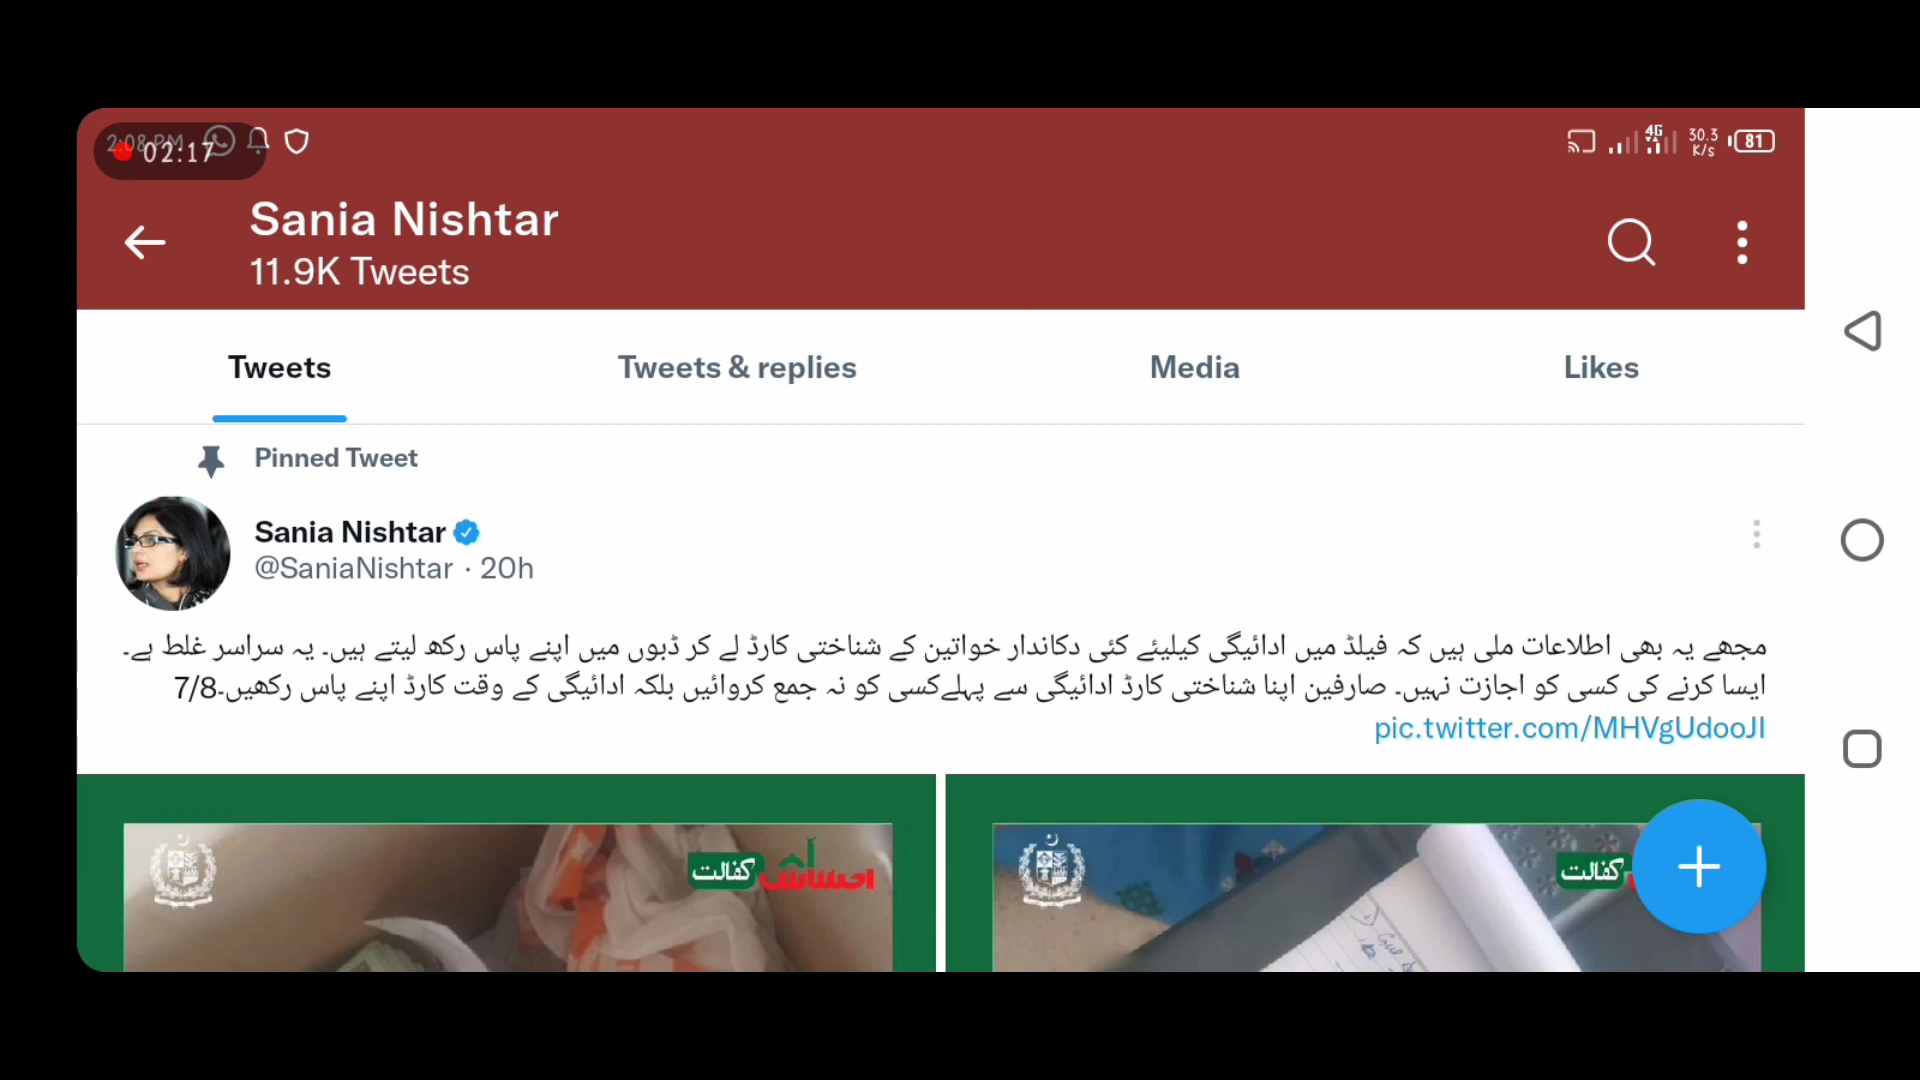 2:08 PM
02:17
4G
30.3
K/s
81
Sania Nishtar
11.9K Tweets
Tweets
Tweets & replies
Media
Likes
Pinned Tweet
Sania Nishtar
@SaniaNishtar · 20h
مجھے یہ بھی اطلاعات ملی ہیں کہ فیلڈ میں ادائیگی کیلیئے کئی دکاندار خواتین کے شناختی کارڈ لے کر ڈبوں میں اپنے پاس رکھ لیتے ہیں۔ یہ سراسر غلط ہے۔
ایسا کرنے کی کسی کو اجازت نہیں۔ صارفین اپنا شناختی کارڈ ادائیگی سے پہلےکسی کو نہ جمع کروائیں بلکہ ادائیگی کے وقت کارڈ اپنے پاس رکھیں۔7/8
pic.twitter.com/MHVgUdooJI
احساس کفالت
کفالت